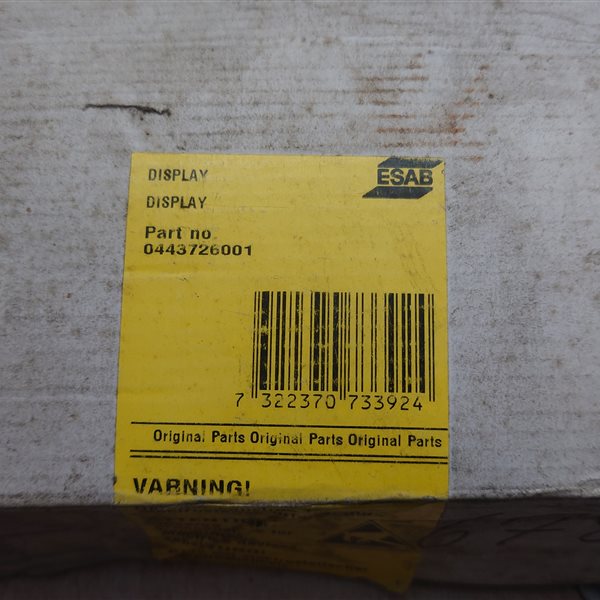 DISPLAY
ESAB
DISPLAY
Part no.
0443726001
7 322370 733924
Original Parts Original Parts Original Parts
VARNING!